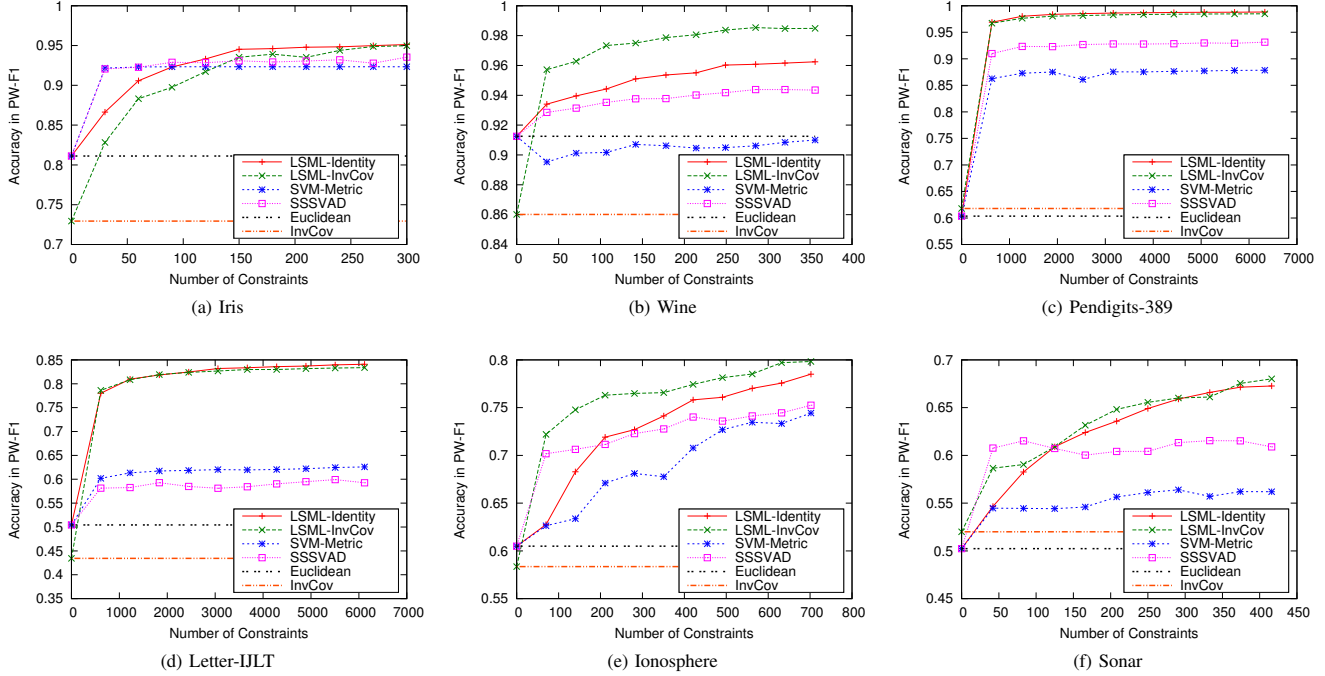 1
0.95
0.9
0.85
0.8
0.75
0.7
Accuracy in PW-F1
0 50 100 150 200 250 300
Number of Constraints
LSML-Identity
LSML-InvCov
SVM-Metric
SSSVAD
Euclidean
InvCov
(a) Iris
1
0.98
0.96
0.94
0.92
0.9
0.88
0.86
0.84
Accuracy in PW-F1
0 50 100 150 200 250 300 350 400
Number of Constraints
LSML-Identity
LSML-InvCov
SVM-Metric
SSSVAD
Euclidean
InvCov
(b) Wine
1
0.95
0.9
0.85
0.8
0.75
0.7
0.65
0.6
0.55
Accuracy in PW-F1
0 1000 2000 3000 4000 5000 6000 7000
Number of Constraints
LSML-Identity
LSML-InvCov
SVM-Metric
SSSVAD
Euclidean
InvCov
(c) Pendigits-389
0.85
0.8
0.75
0.7
0.65
0.6
0.55
0.5
0.45
0.4
0.35
Accuracy in PW-F1
0 1000 2000 3000 4000 5000 6000 7000
Number of Constraints
LSML-Identity
LSML-InvCov
SVM-Metric
SSSVAD
Euclidean
InvCov
(d) Letter-IJLT
0.8
0.75
0.7
0.65
0.6
0.55
Accuracy in PW-F1
0 100 200 300 400 500 600 700 800
Number of Constraints
LSML-Identity
LSML-InvCov
SVM-Metric
SSSVAD
Euclidean
InvCov
(e) Ionosphere
0.7
0.65
0.6
0.55
0.5
0.45
Accuracy in PW-F1
0 50 100 150 200 250 300 350 400 450
Number of Constraints
LSML-Identity
LSML-InvCov
SVM-Metric
SSSVAD
Euclidean
InvCov
(f) Sonar